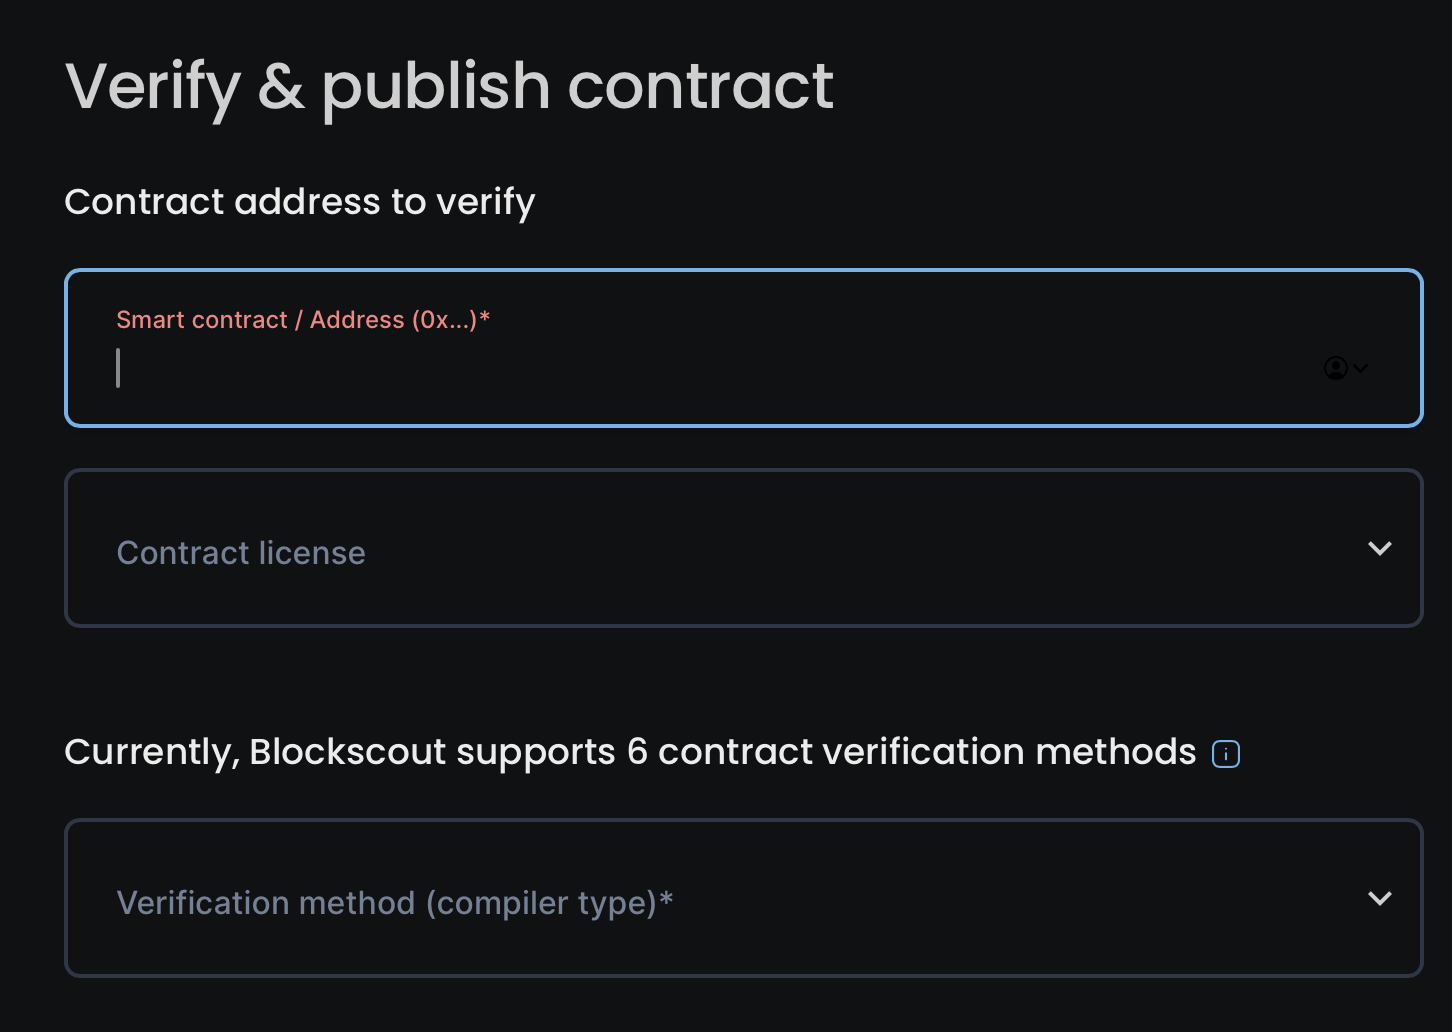 Verify & publish contract
Contract address to verify
Smart contract / Address (0x...)*
Contract license
Currently, Blockscout supports 6 contract verification methods i
Verification method (compiler type)*